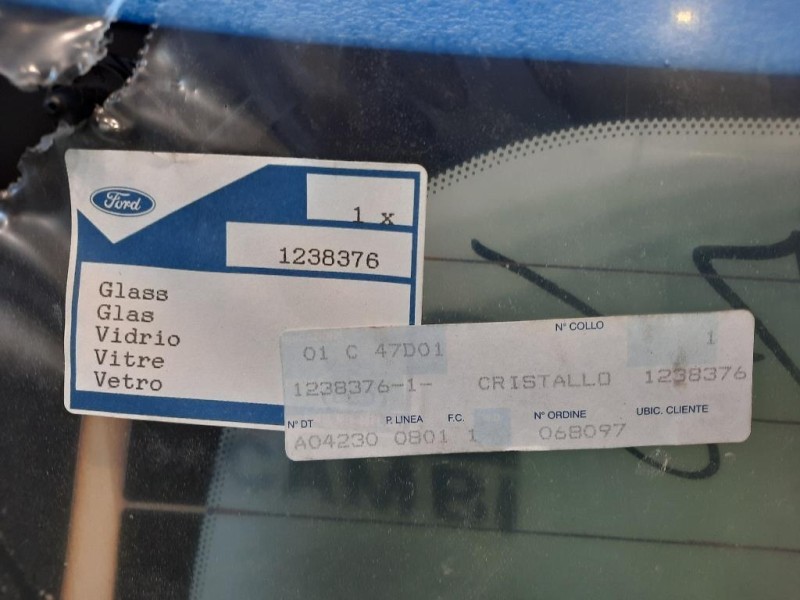 Ford
1 x
1238376
Glass
Glas
Vidrio
Vitre
Vetro
N° COLLO
01 C 47D01 1
1238376-1- CRISTALLO 1238376
N° DT P. LINEA F.C. N° ORDINE UBIC. CLIENTE
A04230 0801 1 068097
CAMBI